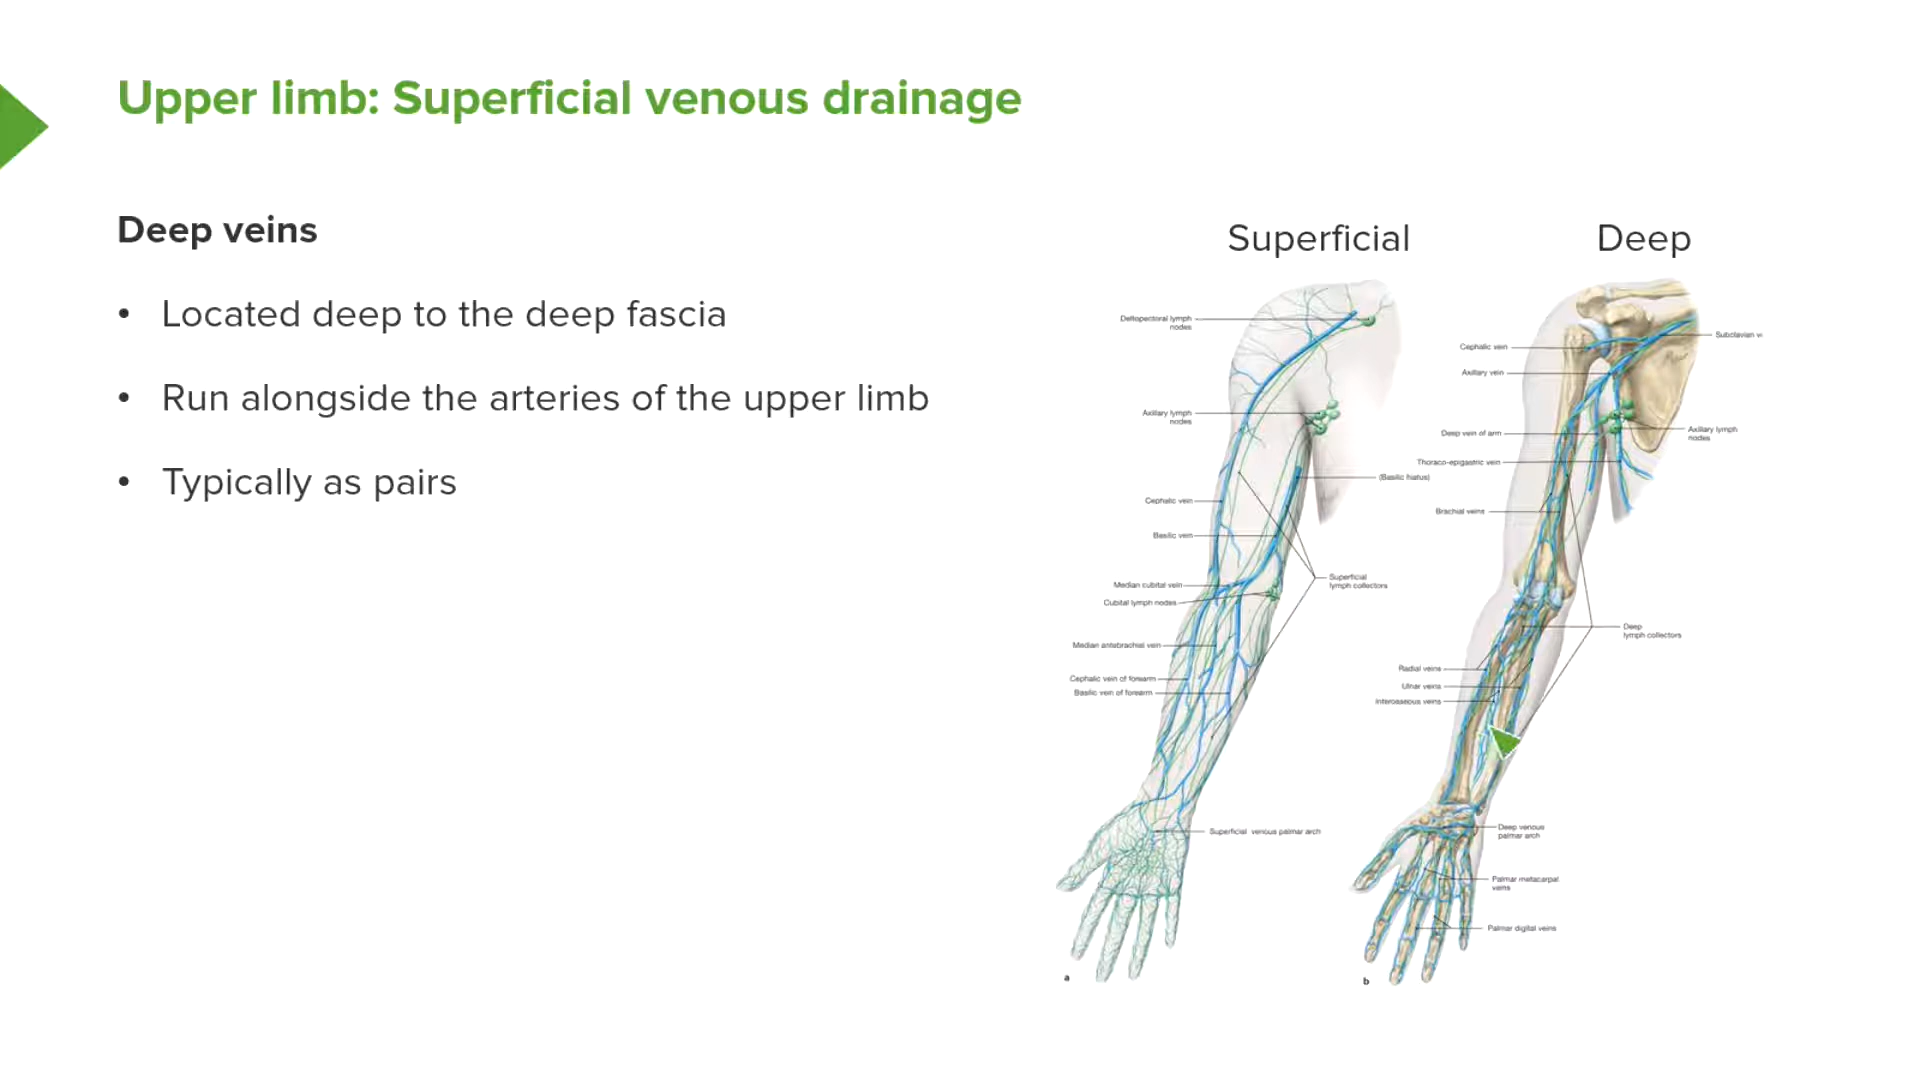 Upper limb: Superficial venous drainage
Deep veins
• Located deep to the deep fascia
• Run alongside the arteries of the upper limb
• Typically as pairs
Superficial
Deltopectoral lymph
nodes
Axillary lymph
nodes
(Basilic hiatus)
Cephalic vein
Basilic vein
Superficial
lymph collectors
Median cubital vein
Cubital lymph nodes
Median antebrachial vein
Cephalic vein of forearm
Basilic vein of forearm
Superficial venous palmar arch
a
Deep
Subclavian v
Cephalic vein
Axillary vein
Axillary lymph
nodes
Deep vein of arm
Thoraco-epigastric vein
Brachial veins
Deep
lymph collectors
Radial veins
Ulnar veins
Interosseous veins
Deep venous
palmar arch
Palmar metacarpal
veins
Palmar digital veins
b